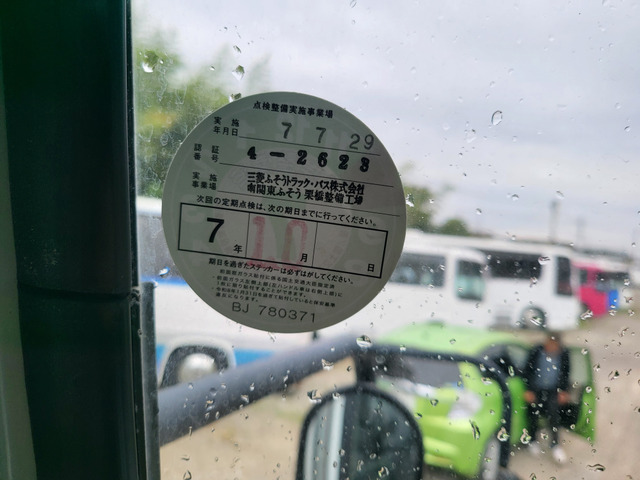 点検整備実施事業場
実施年月日 7 7 29
認証番号 4-2623
実施事業場 三菱ふそうトラック・バス株式会社
南関東ふそう 栗橋整備工場
次回の定期点検は、次の期日までに行ってください。
7 年 10 月 日
期日を過ぎたステッカーは必ずはがしてください。
BJ 780371